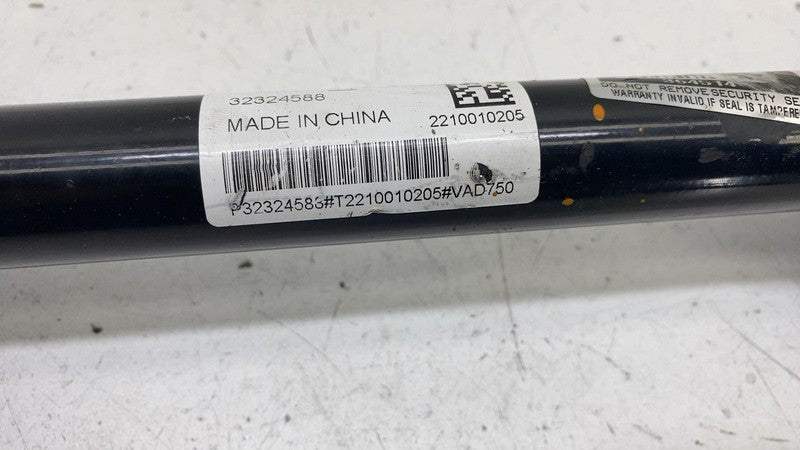 32324588
MADE IN CHINA
2210010205
P32324588#T2210010205#VAD750
DO NOT REMOVE SECURITY SE
WARRANTY INVALID, IF SEAL IS TAMPERE